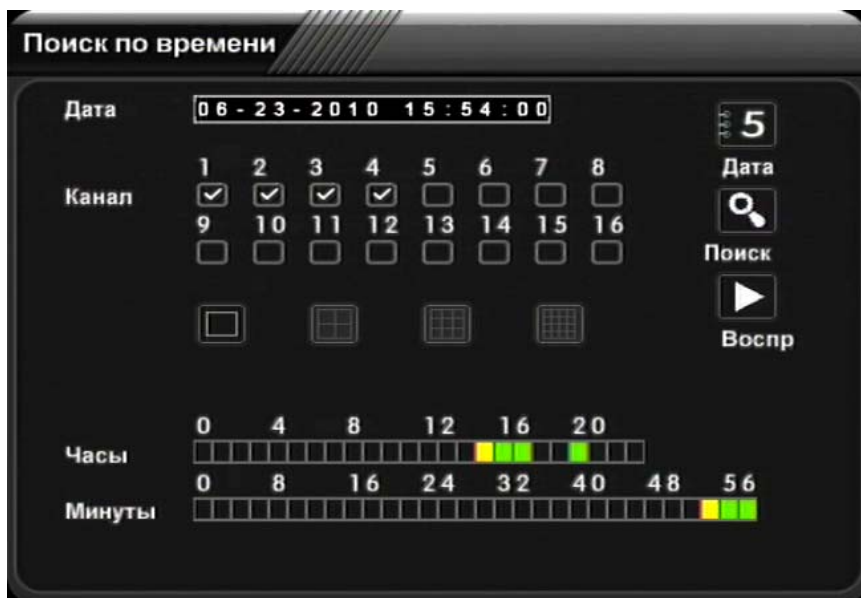 Поиск по времени
Дата 06-23-2010 15:54:00
5
Дата
1 2 3 4 5 6 7 8
Канал
9 10 11 12 13 14 15 16
Поиск
Воспр
0 4 8 12 16 20
Часы
0 8 16 24 32 40 48 56
Минуты